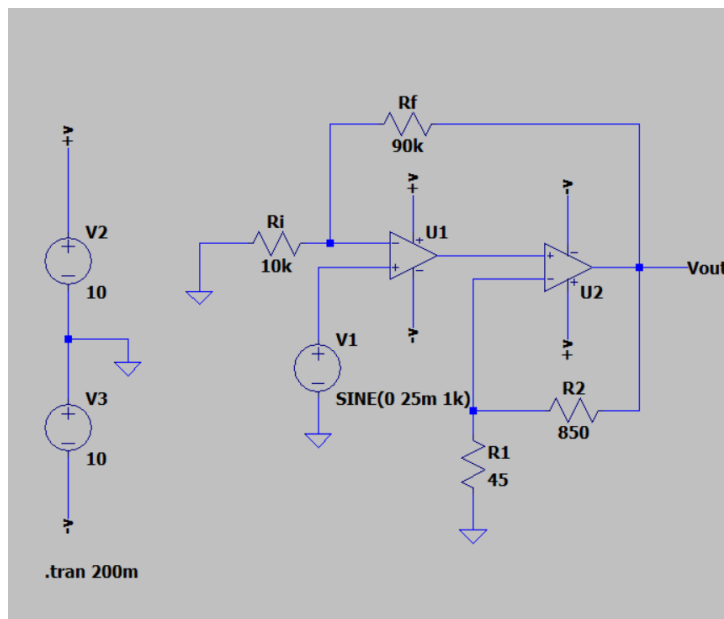 Rf
90k
+v
V2
10
Ri
10k
+v
U1
-v
-v
U2
+v
Vout
V1
SINE(0 25m 1k)
V3
10
-v
R2
850
R1
45
.tran 200m